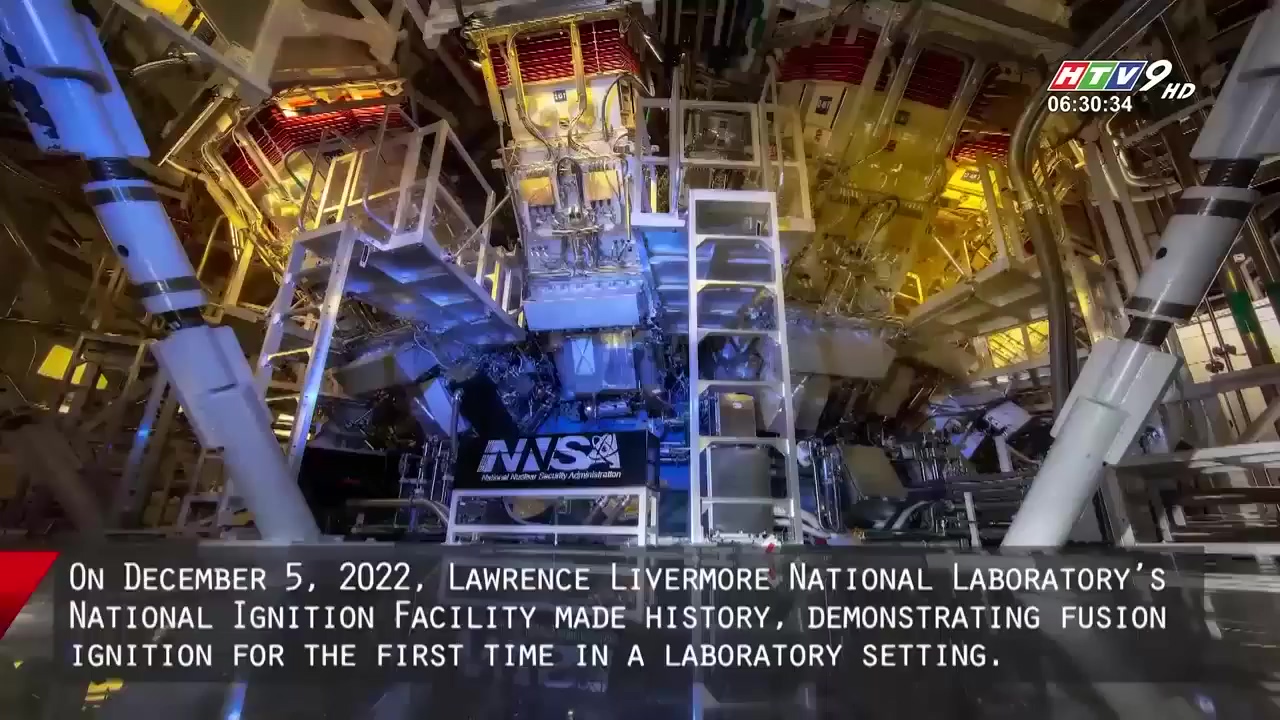 HTV9 HD
06:30:34
NNSA
National Nuclear Security Administration
ON DECEMBER 5, 2022, LAWRENCE LIVERMORE NATIONAL LABORATORY'S
NATIONAL IGNITION FACILITY MADE HISTORY, DEMONSTRATING FUSION
IGNITION FOR THE FIRST TIME IN A LABORATORY SETTING.